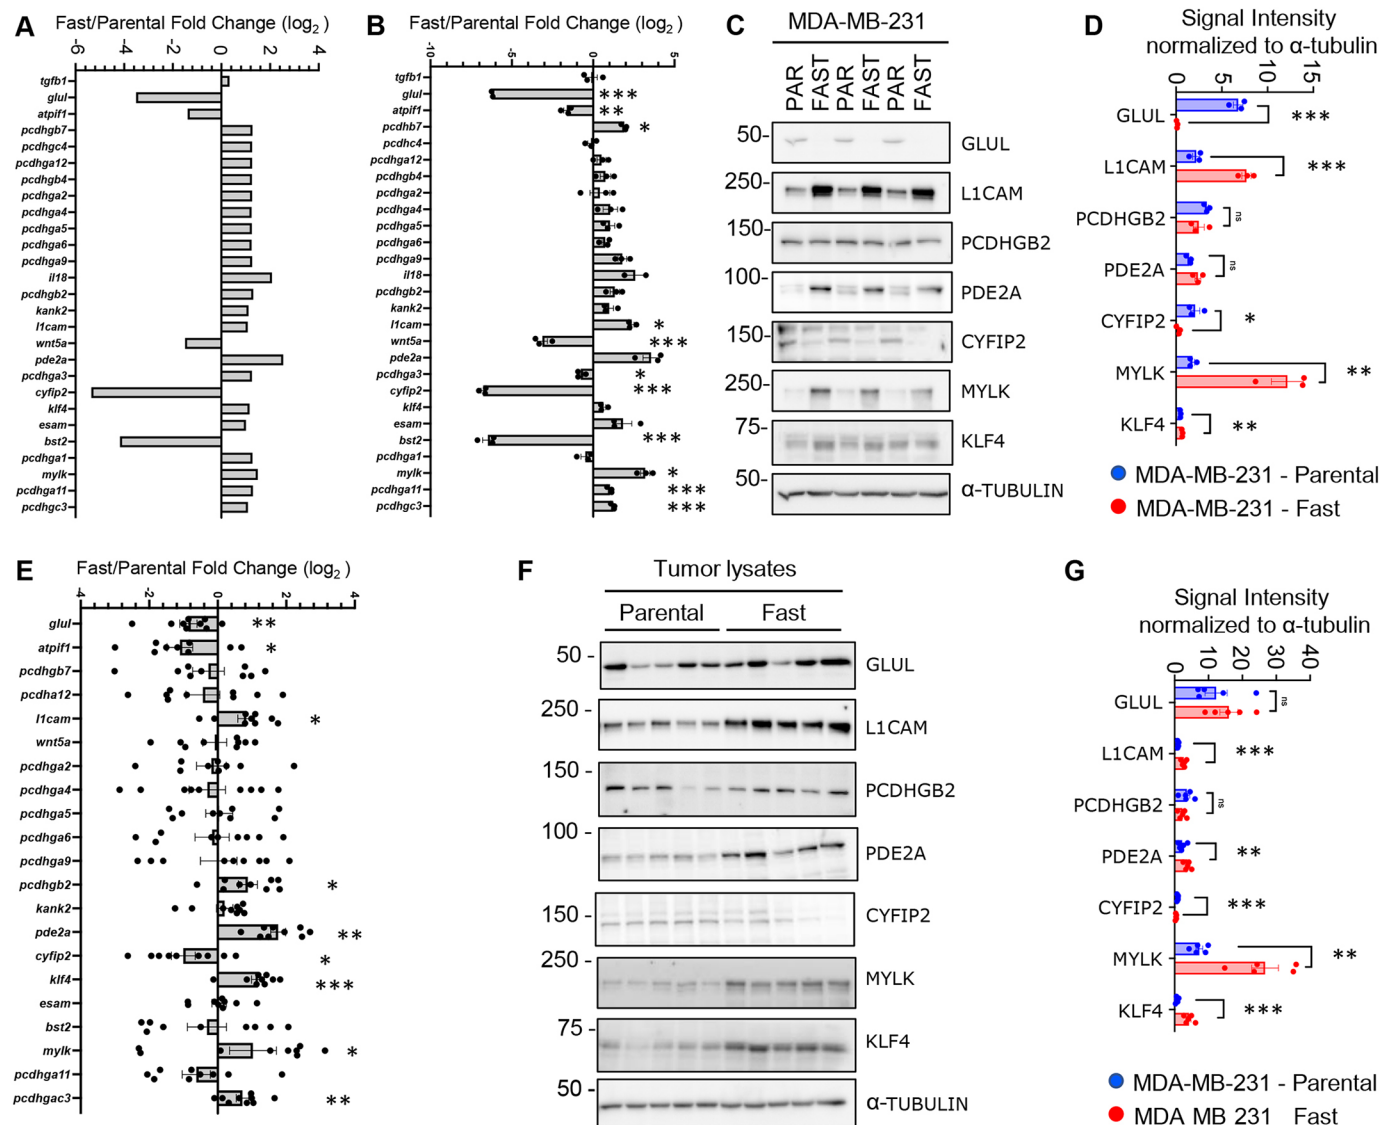 A
Fast/Parental Fold Change (log2 )
-6
-4
-2
0
2
4
tgfb1
glul
atpif1
pcdhgb7
pcdhgc4
pcdhga12
pcdhgb4
pcdhga2
pcdhga4
pcdhga5
pcdhga6
pcdhga9
il18
pcdhgb2
kank2
l1cam
wnt5a
pde2a
pcdhga3
cyfip2
klf4
esam
bst2
pcdhga1
mylk
pcdhga11
pcdhgc3
B
Fast/Parental Fold Change (log2 )
-10
-5
0
5
tgfb1
glul ***
atpif1 **
pcdhb7 *
pcdhc4
pcdhga12
pcdhgb4
pcdhga2
pcdhga4
pcdhga5
pcdhga6
pcdhga9
il18
pcdhgb2
kank2
l1cam *
wnt5a ***
pde2a
pcdhga3 *
cyfip2 ***
klf4
esam
bst2 ***
pcdhga1
mylk *
pcdhga11 ***
pcdhgc3 ***
C
MDA-MB-231
PAR FAST PAR FAST PAR FAST
50- GLUL
250- L1CAM
150- PCDHGB2
100- PDE2A
150- CYFIP2
250- MYLK
75- KLF4
50- α-TUBULIN
D
Signal Intensity
normalized to α-tubulin
0
5
10
15
GLUL ***
L1CAM ***
PCDHGB2 ns
PDE2A ns
CYFIP2 *
MYLK **
KLF4 **
MDA-MB-231 - Parental
MDA-MB-231 - Fast
E
Fast/Parental Fold Change (log2 )
-4
-2
0
2
4
glul **
atpif1 *
pcdhgb7
pcdha12
l1cam *
wnt5a
pcdhga2
pcdhga4
pcdhga5
pcdhga6
pcdhga9
pcdhgb2 *
kank2
pde2a **
cyfip2 *
klf4 ***
esam
bst2
mylk *
pcdhga11
pcdhgac3 **
F
Tumor lysates
Parental Fast
50 - GLUL
250 - L1CAM
150 - PCDHGB2
100 - PDE2A
150 - CYFIP2
250 - MYLK
75 - KLF4
50 - α-TUBULIN
G
Signal Intensity
normalized to α-tubulin
0
10
20
30
40
GLUL ns
L1CAM ***
PCDHGB2 ns
PDE2A **
CYFIP2 ***
MYLK **
KLF4 ***
MDA-MB-231 - Parental
MDA MB 231 Fast